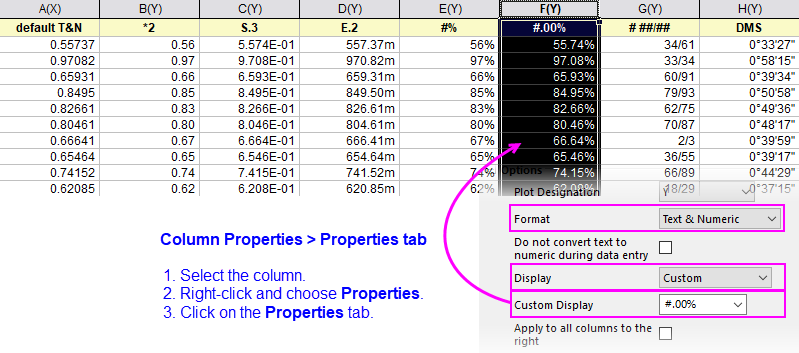 A(X) B(Y) C(Y) D(Y) E(Y) F(Y) G(Y) H(Y)
default T&N *2 S.3 E.2 #% #.00% # ##/## DMS
0.55737 0.56 5.574E-01 557.37m 56% 55.74% 34/61 0°33'27"
0.97082 0.97 9.708E-01 970.82m 97% 97.08% 33/34 0°58'15"
0.65931 0.66 6.593E-01 659.31m 66% 65.93% 60/91 0°39'34"
0.8495 0.85 8.495E-01 849.50m 85% 84.95% 79/93 0°50'58"
0.82661 0.83 8.266E-01 826.61m 83% 82.66% 62/75 0°49'36"
0.80461 0.80 8.046E-01 804.61m 80% 80.46% 70/87 0°48'17"
0.66641 0.67 6.664E-01 666.41m 67% 66.64% 2/3 0°39'59"
0.65464 0.65 6.546E-01 654.64m 65% 65.46% 36/55 0°39'17"
0.74152 0.74 7.415E-01 741.52m 74% 74.15% 66/89 0°44'29"
0.62085 0.62 6.208E-01 620.85m 62% 62.08% 18/29 0°37'15"
Options
Plot Designation Y
Format Text & Numeric
Do not convert text to
numeric during data entry
Display Custom
Custom Display #.00%
Apply to all columns to the
right
Column Properties > Properties tab
1. Select the column.
2. Right-click and choose Properties.
3. Click on the Properties tab.